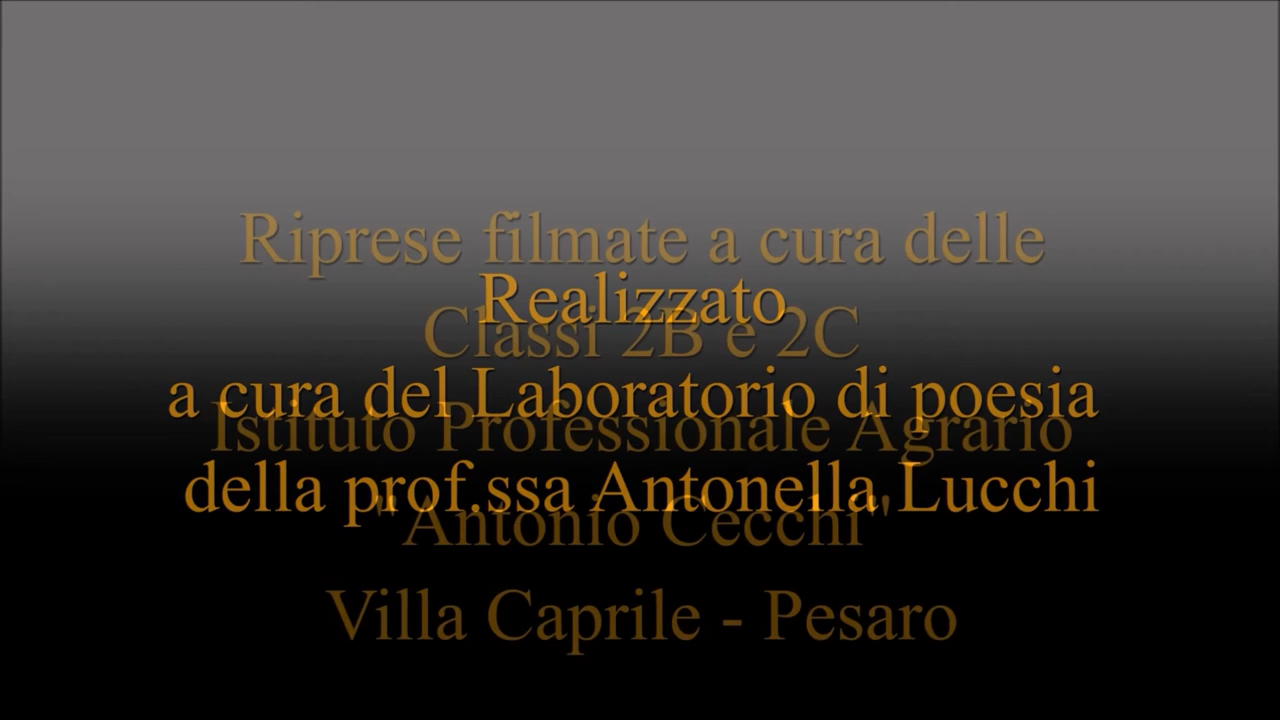 Riprese filmate a cura delle
Realizzato
Classi 2B e 2C
a cura del Laboratorio di poesia
Istituto Professionale Agrario
della prof.ssa Antonella Lucchi
"Antonio Cecchi"
Villa Caprile - Pesaro